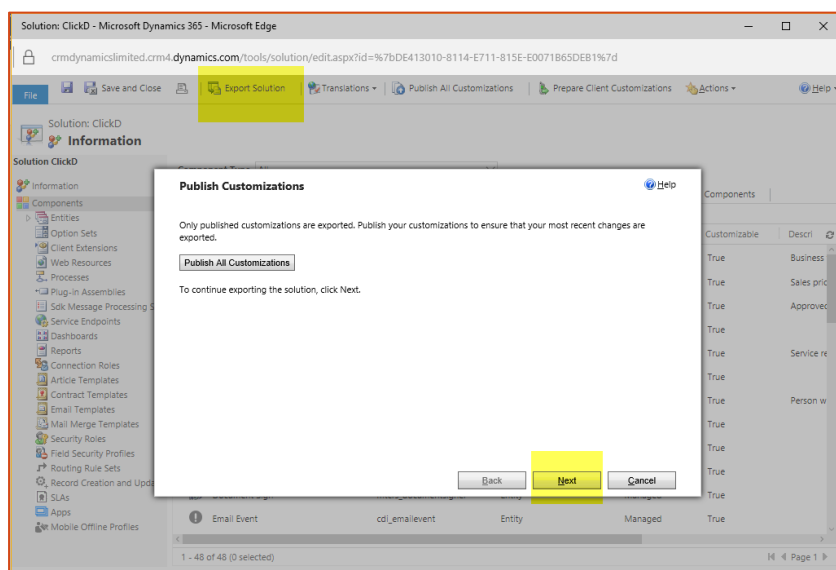 Solution: ClickD - Microsoft Dynamics 365 - Microsoft Edge
crmdynamicslimited.crm4.dynamics.com/tools/solution/edit.aspx?id=%7bDE413010-8114-E711-815E-E0071B65DEB1%7d
File Save and Close Export Solution Translations Publish All Customizations Prepare Client Customizations Actions Help
Solution: ClickD
Information
Solution ClickD
Information
Components
Entities
Option Sets
Client Extensions
Web Resources
Processes
Plug-in Assemblies
Sdk Message Processing S
Service Endpoints
Dashboards
Reports
Connection Roles
Article Templates
Contract Templates
Email Templates
Mail Merge Templates
Security Roles
Field Security Profiles
Routing Rule Sets
Record Creation and Upda
SLAs
Apps
Mobile Offline Profiles
Publish Customizations
Help
Only published customizations are exported. Publish your customizations to ensure that your most recent changes are
exported.
Publish All Customizations
To continue exporting the solution, click Next.
Back Next Cancel
Components
Customizable Descri
True Business
True Sales pric
True Approved
True
True Service re
True
True Person w
True
True
True
Entity Managed True
Email Event cdi_emailevent Entity Managed True
1 - 48 of 48 (0 selected)
Page 1